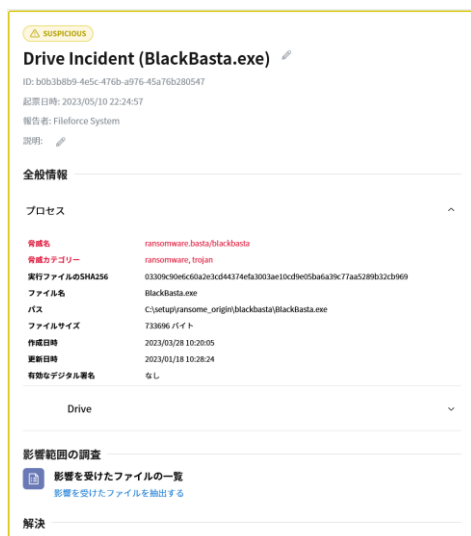 SUSPICIOUS
Drive Incident (BlackBasta.exe)
ID: b0b3b8b9-4e5c-476b-a976-45a76b280547
起票日時: 2023/05/10 22:24:57
報告者: Fileforce System
説明:
全般情報
プロセス
脅威名 ransomware.basta/blackbasta
脅威カテゴリー ransomware, trojan
実行ファイルのSHA256 03309c90e6c60a2e3cd44374efa3003ae10cd9e05ba6a39c77aa5289b32cb969
ファイル名 BlackBasta.exe
パス C:\setup\ransome_origin\blackbasta\BlackBasta.exe
ファイルサイズ 733696 バイト
作成日時 2023/03/28 10:20:05
更新日時 2023/01/18 10:28:24
有効なデジタル署名 なし
Drive
影響範囲の調査
影響を受けたファイルの一覧
影響を受けたファイルを抽出する
解決